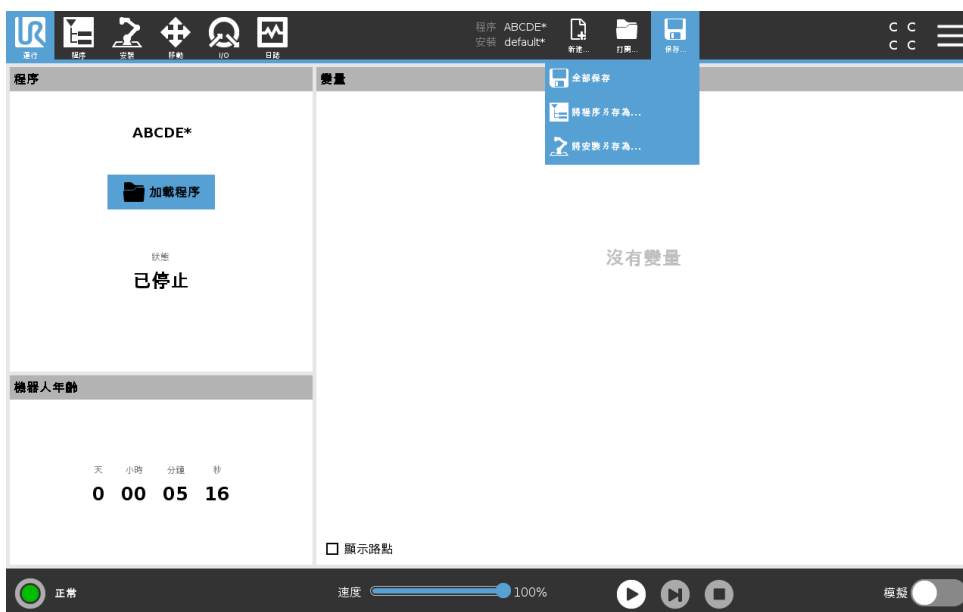 程序 ABCDE*
安裝 default*
運行
程序
安裝
移動
I/O
日誌
新建...
打開...
保存...
C C
C C
全部保存
將程序另存為...
將安裝另存為...
程序
ABCDE*
加載程序
狀態
已停止
變量
沒有變量
顯示路點
機器人年齡
天 小時 分鐘 秒
0 00 05 16
正常
速度 100%
模擬